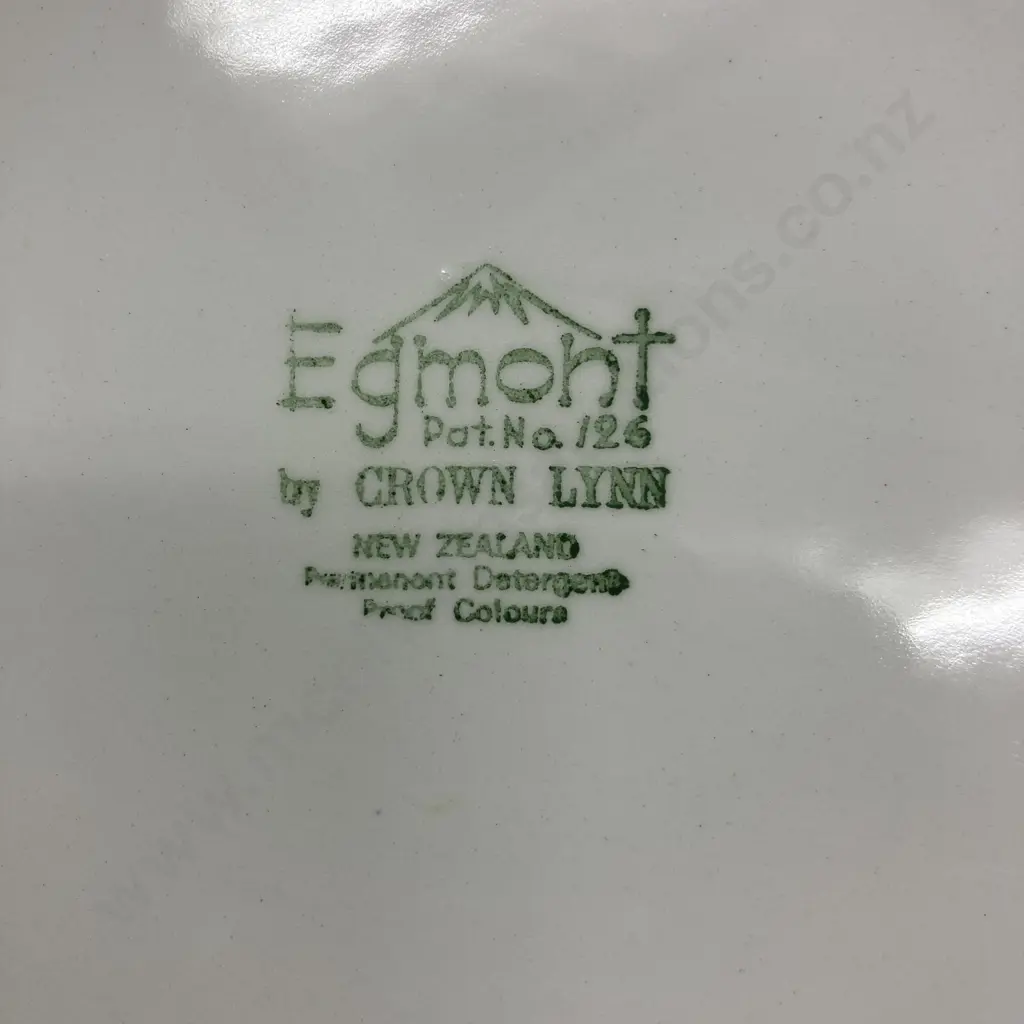 Egmont
Pat. No. 126
by CROWN LYNN
NEW ZEALAND
Permanent Detergent
Proof Colours